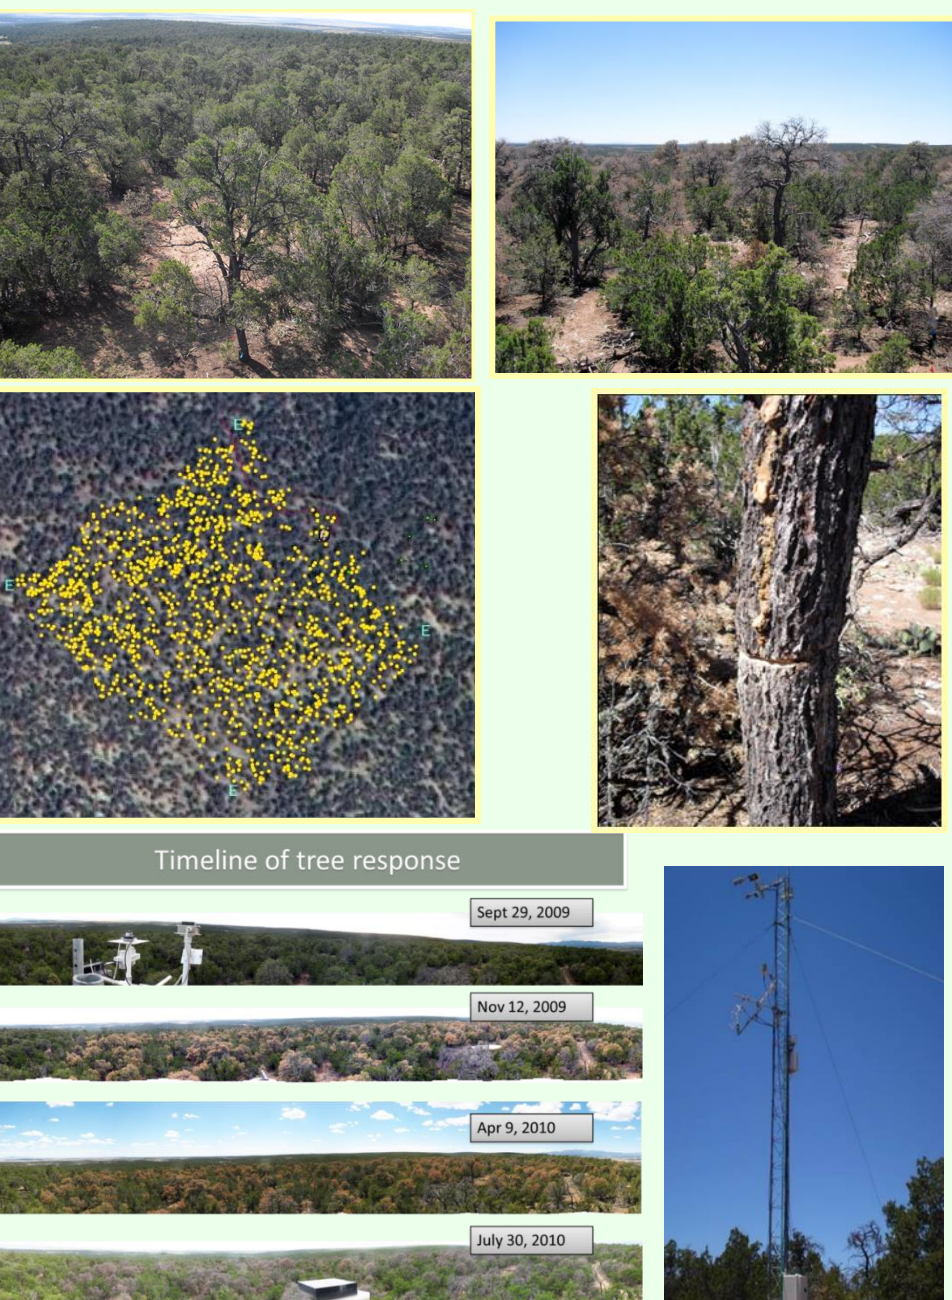 E
E
E
E
Timeline of tree response
Sept 29, 2009
Nov 12, 2009
Apr 9, 2010
July 30, 2010